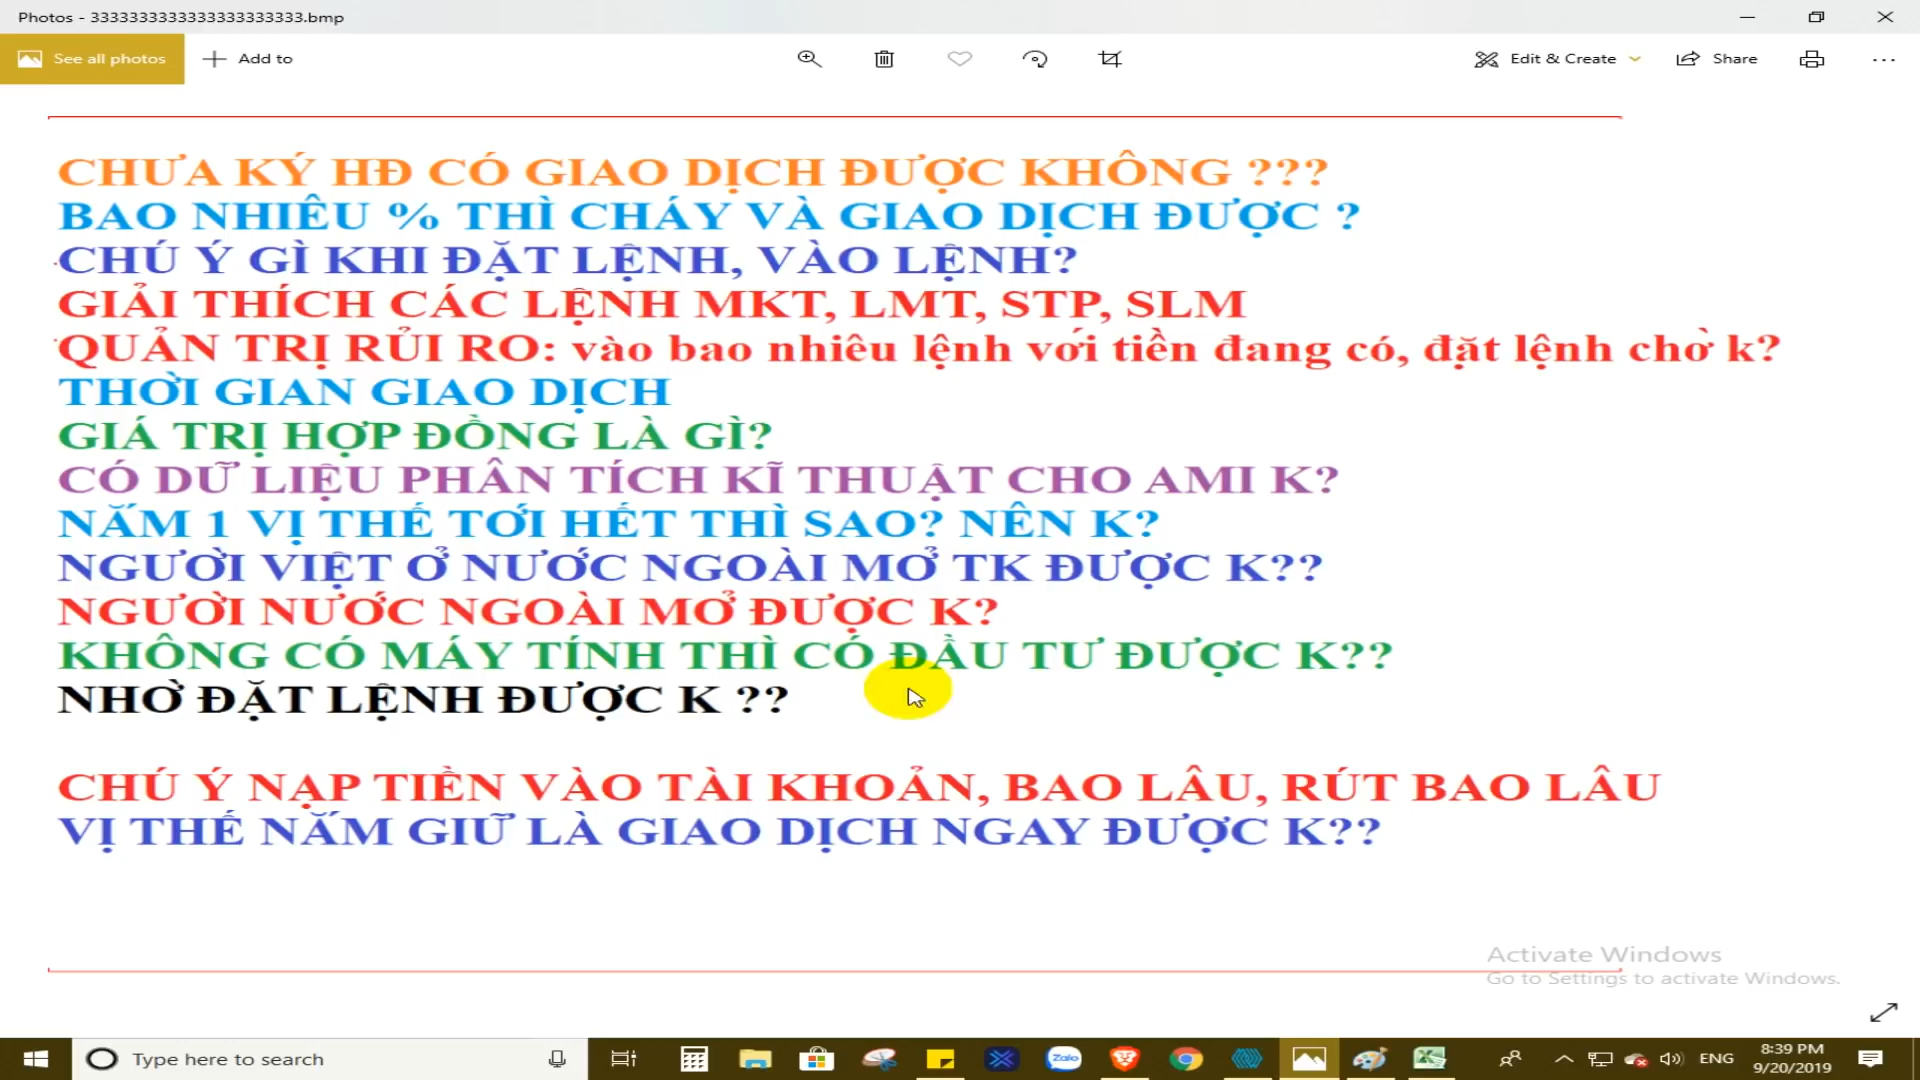 Photos - 33333333333333333333333.bmp
See all photos
Add to
Edit & Create
Share
CHƯA KÝ HĐ CÓ GIAO DỊCH ĐƯỢC KHÔNG ???
BAO NHIÊU % THÌ CHÁY VÀ GIAO DỊCH ĐƯỢC ?
CHÚ Ý GÌ KHI ĐẶT LỆNH, VÀO LỆNH?
GIẢI THÍCH CÁC LỆNH MKT, LMT, STP, SLM
QUẢN TRỊ RỦI RO: vào bao nhiêu lệnh với tiền đang có, đặt lệnh chờ k?
THỜI GIAN GIAO DỊCH
GIÁ TRỊ HỢP ĐỒNG LÀ GÌ?
CÓ DỮ LIỆU PHÂN TÍCH KĨ THUẬT CHO AMI K?
NẮM 1 VỊ THẾ TỚI HẾT THÌ SAO? NÊN K?
NGƯỜI VIỆT Ở NƯỚC NGOÀI MỞ TK ĐƯỢC K??
NGƯỜI NƯỚC NGOÀI MỞ ĐƯỢC K?
KHÔNG CÓ MÁY TÍNH THÌ CÓ ĐẦU TƯ ĐƯỢC K??
NHỜ ĐẶT LỆNH ĐƯỢC K ??
CHÚ Ý NẠP TIỀN VÀO TÀI KHOẢN, BAO LÂU, RÚT BAO LÂU
VỊ THẾ NẮM GIỮ LÀ GIAO DỊCH NGAY ĐƯỢC K??
Activate Windows
Go to Settings to activate Windows.
Type here to search
Zalo
ENG
8:39 PM
9/20/2019